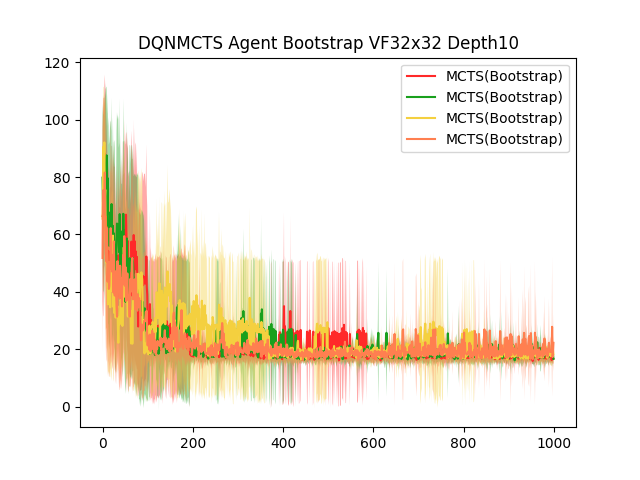 DQNMCTS Agent Bootstrap VF32x32 Depth10
MCTS(Bootstrap)
MCTS(Bootstrap)
MCTS(Bootstrap)
MCTS(Bootstrap)
120
100
80
60
40
20
0
0 200 400 600 800 1000